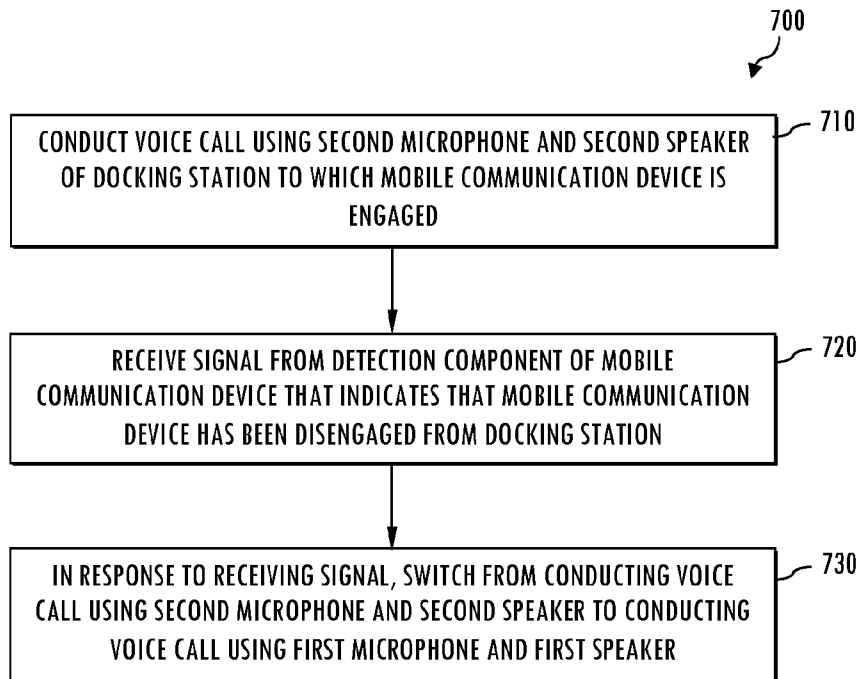 700
CONDUCT VOICE CALL USING SECOND MICROPHONE AND SECOND SPEAKER
OF DOCKING STATION TO WHICH MOBILE COMMUNICATION DEVICE IS
ENGAGED
710
RECEIVE SIGNAL FROM DETECTION COMPONENT OF MOBILE
COMMUNICATION DEVICE THAT INDICATES THAT MOBILE COMMUNICATION
DEVICE HAS BEEN DISENGAGED FROM DOCKING STATION
720
IN RESPONSE TO RECEIVING SIGNAL, SWITCH FROM CONDUCTING VOICE
CALL USING SECOND MICROPHONE AND SECOND SPEAKER TO CONDUCTING
VOICE CALL USING FIRST MICROPHONE AND FIRST SPEAKER
730